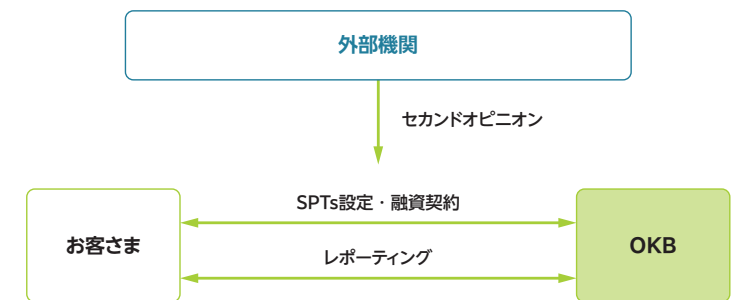 外部機関
セカンドオピニオン
SPTs設定・融資契約
お客さま
レポーティング
OKB